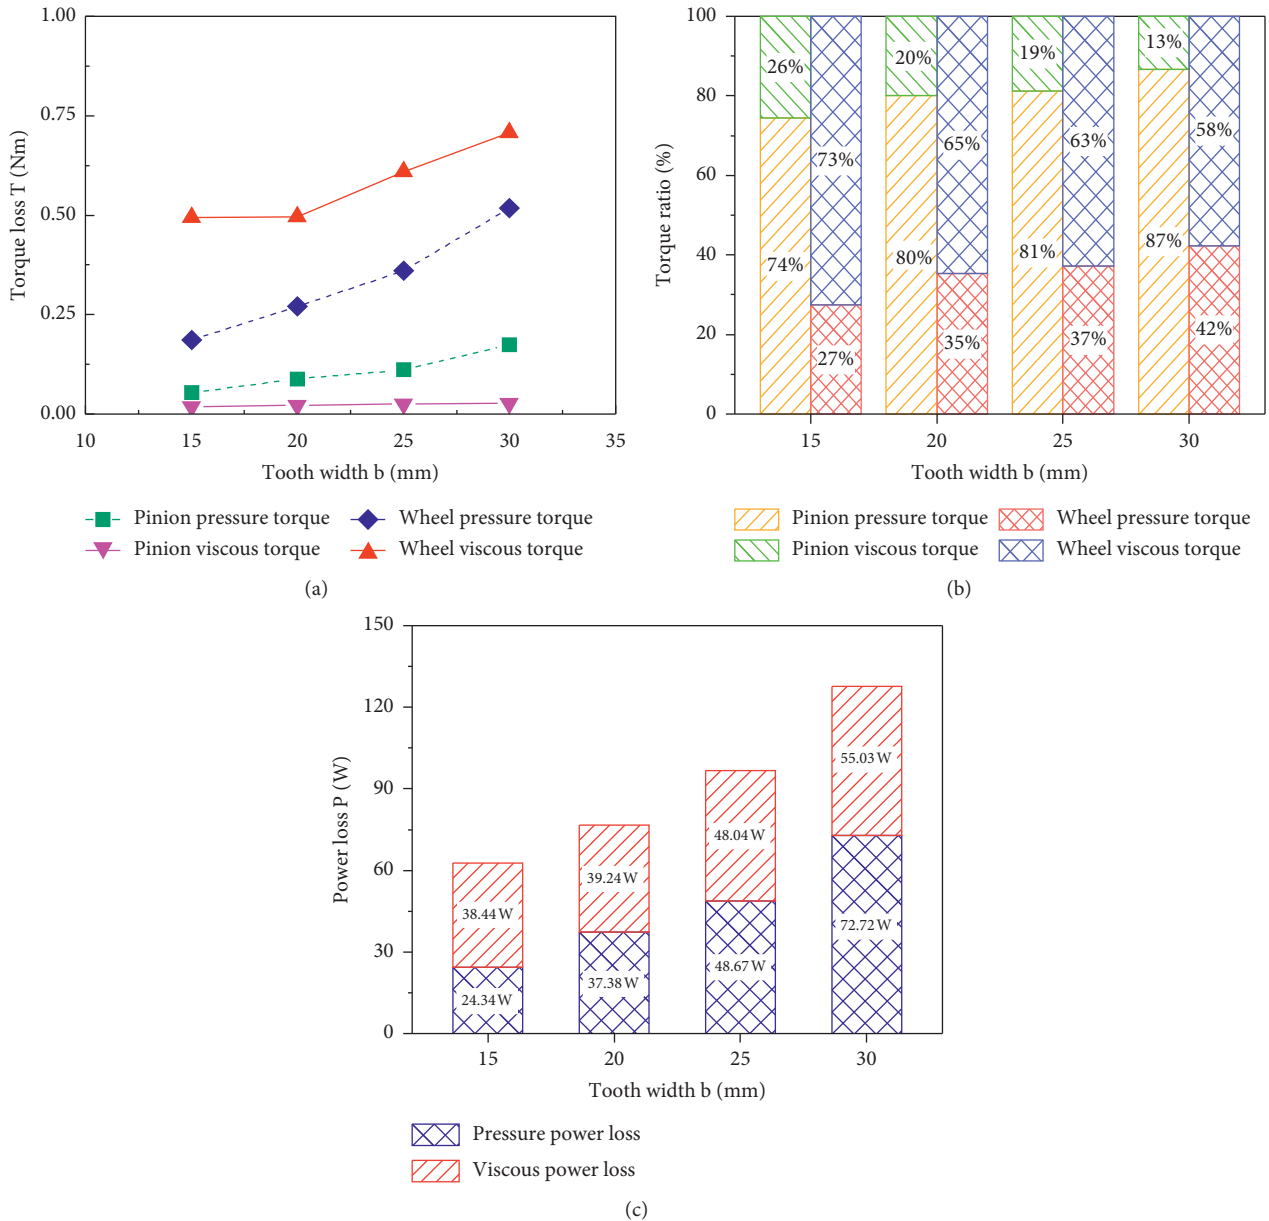 1.00
0.75
0.50
0.25
0.00
Torque loss T (Nm)
10 15 20 25 30 35
Tooth width b (mm)
Pinion pressure torque
Wheel pressure torque
Pinion viscous torque
Wheel viscous torque
(a)
100
80
60
40
20
0
Torque ratio (%)
26% 20% 19% 13%
73% 65% 63% 58%
74% 80% 81% 87%
27% 35% 37% 42%
15 20 25 30
Tooth width b (mm)
Pinion pressure torque
Wheel pressure torque
Pinion viscous torque
Wheel viscous torque
(b)
150
120
90
60
30
0
Power loss P (W)
38.44 W 39.24 W 48.04 W 55.03 W
24.34 W 37.38 W 48.67 W 72.72 W
15 20 25 30
Tooth width b (mm)
Pressure power loss
Viscous power loss
(c)